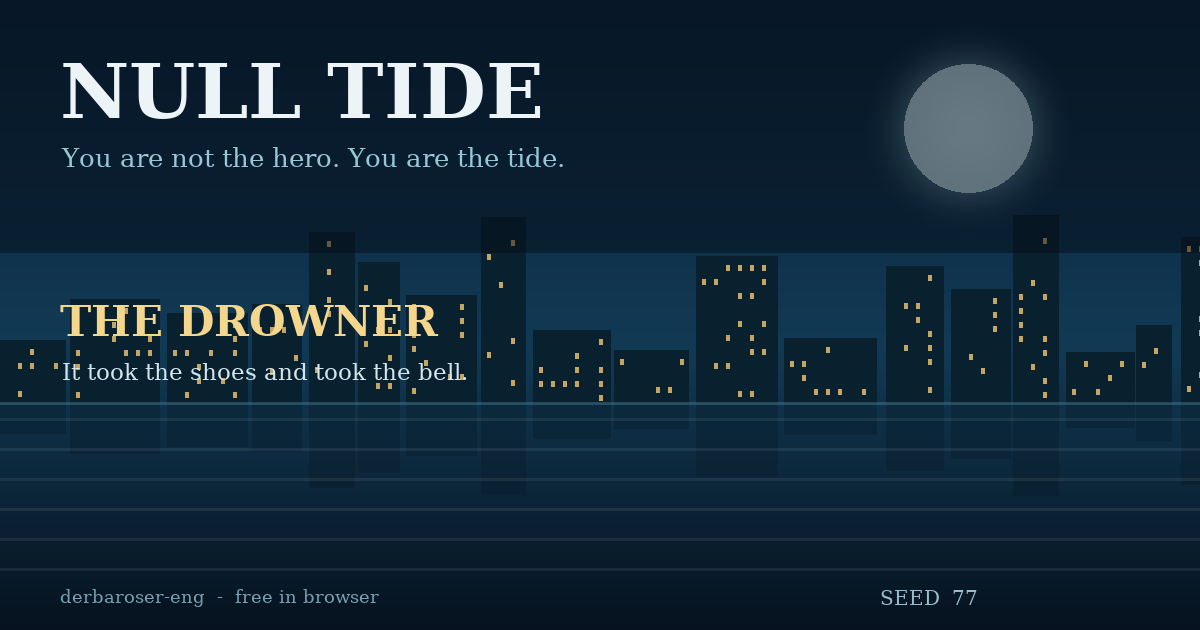 NULL TIDE
You are not the hero. You are the tide.
THE DROWNER
It took the shoes and took the bell.
derbaroser-eng - free in browser
SEED 77